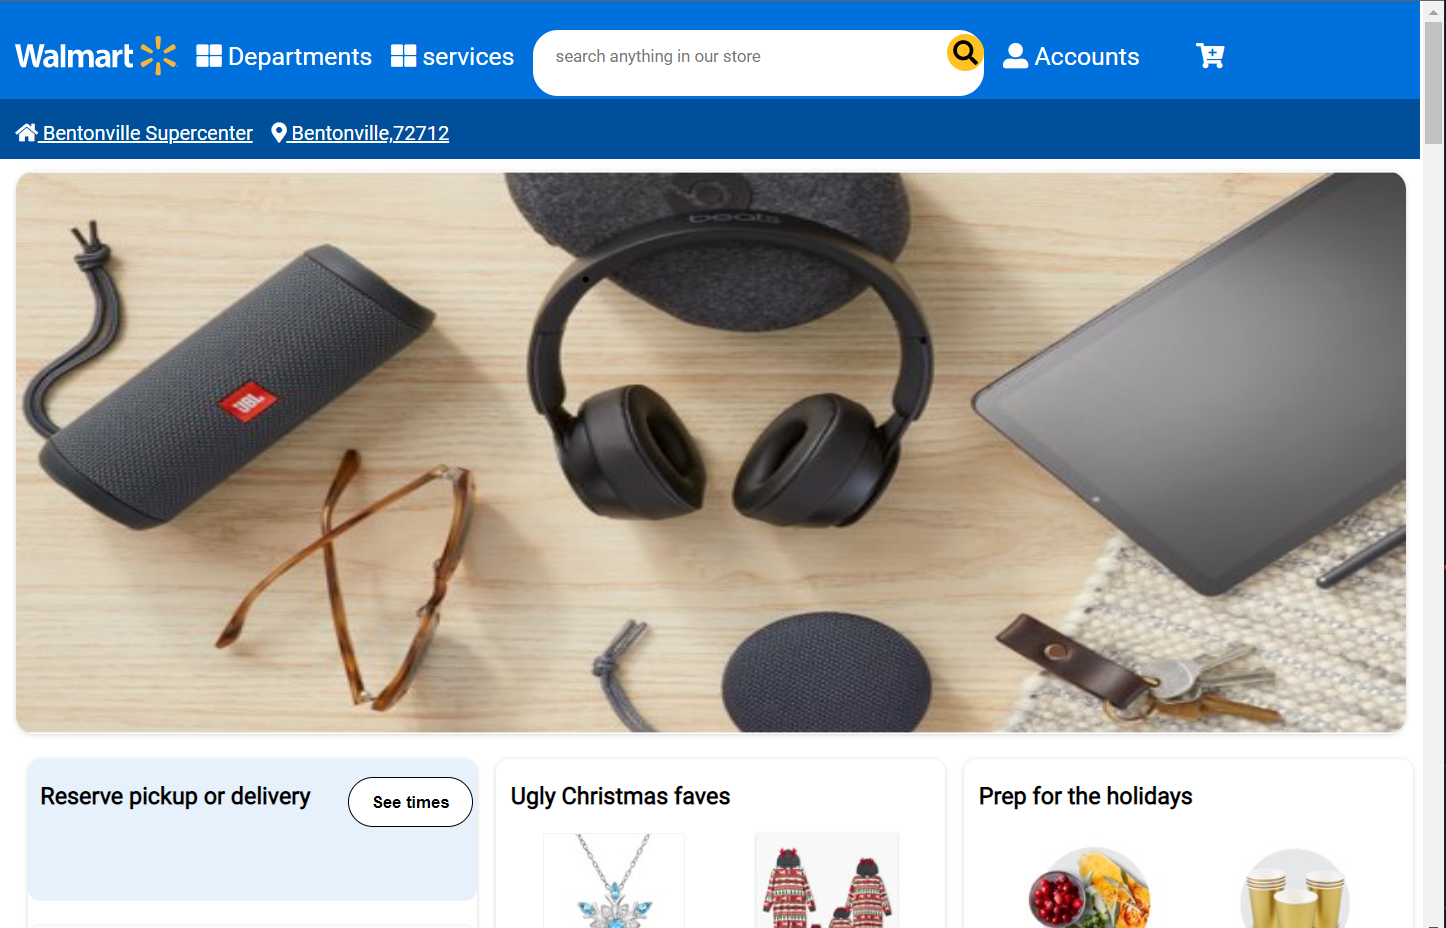 Walmart
Departments
services
search anything in our store
Accounts
Bentonville Supercenter
Bentonville,72712
beats
JBL
Reserve pickup or delivery
See times
Ugly Christmas faves
Prep for the holidays